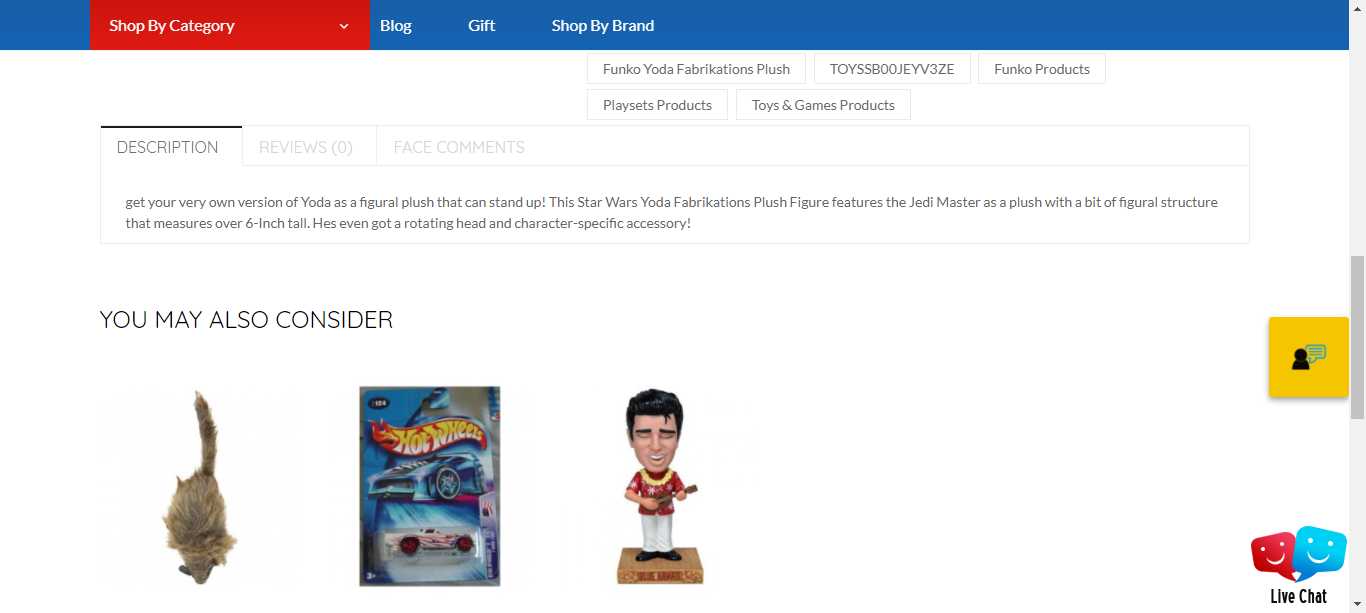 Shop By Category Blog Gift Shop By Brand
Funko Yoda Fabrikations Plush TOYSSB00JEYV3ZE Funko Products
Playsets Products Toys & Games Products
DESCRIPTION REVIEWS (0) FACE COMMENTS
get your very own version of Yoda as a figural plush that can stand up! This Star Wars Yoda Fabrikations Plush Figure features the Jedi Master as a plush with a bit of figural structure
that measures over 6-Inch tall. Hes even got a rotating head and character-specific accessory!
YOU MAY ALSO CONSIDER
124
HOT WHEELS
BLUE HAWAII
Live Chat